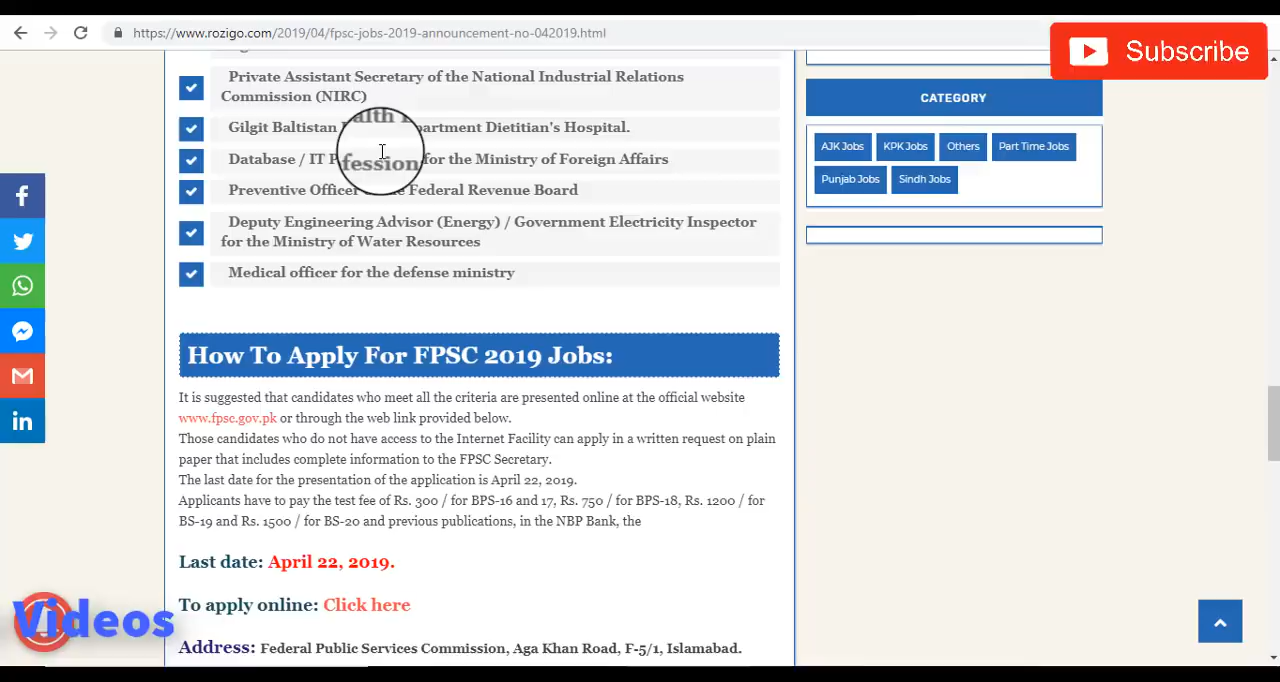 https://www.rozigo.com/2019/04/fpsc-jobs-2019-announcement-no-042019.html
Subscribe
Private Assistant Secretary of the National Industrial Relations
Commission (NIRC)
Gilgit Baltistan partment Dietitian's Hospital.
alth
Database / IT P for the Ministry of Foreign Affairs
fession
Preventive Officer Federal Revenue Board
Deputy Engineering Advisor (Energy) / Government Electricity Inspector
for the Ministry of Water Resources
Medical officer for the defense ministry
CATEGORY
AJK Jobs KPK Jobs Others Part Time Jobs
Punjab Jobs Sindh Jobs
How To Apply For FPSC 2019 Jobs:
It is suggested that candidates who meet all the criteria are presented online at the official website
www.fpsc.gov.pk or through the web link provided below.
Those candidates who do not have access to the Internet Facility can apply in a written request on plain
paper that includes complete information to the FPSC Secretary.
The last date for the presentation of the application is April 22, 2019.
Applicants have to pay the test fee of Rs. 300 / for BPS-16 and 17, Rs. 750 / for BPS-18, Rs. 1200 / for
BS-19 and Rs. 1500 / for BS-20 and previous publications, in the NBP Bank, the
Last date: April 22, 2019.
To apply online: Click here
Address: Federal Public Services Commission, Aga Khan Road, F-5/1, Islamabad.
Videos